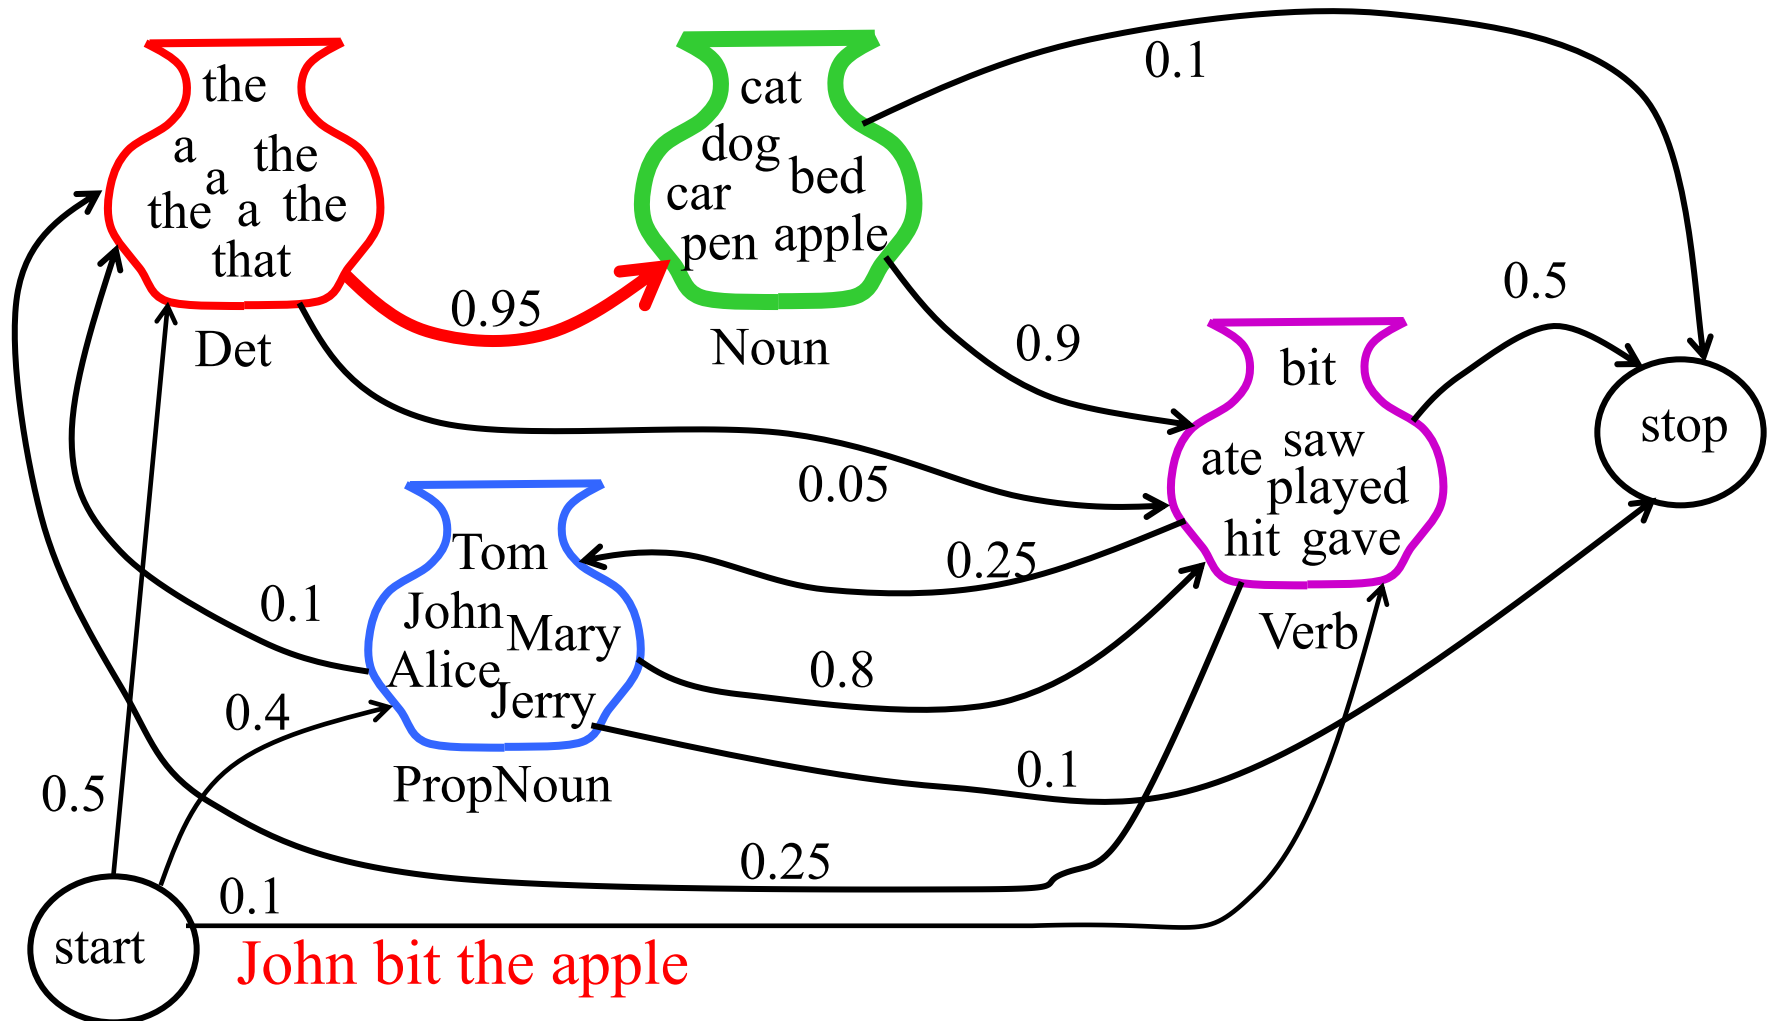 the
a
the
a
the
a
the
that
Det
cat
dog
bed
car
pen
apple
Noun
0.1
0.95
0.9
0.5
bit
saw
ate
played
hit
gave
Verb
stop
0.05
0.25
Tom
John
Mary
Alice
Jerry
PropNoun
0.1
0.8
0.4
0.1
0.5
0.25
0.1
start
John bit the apple